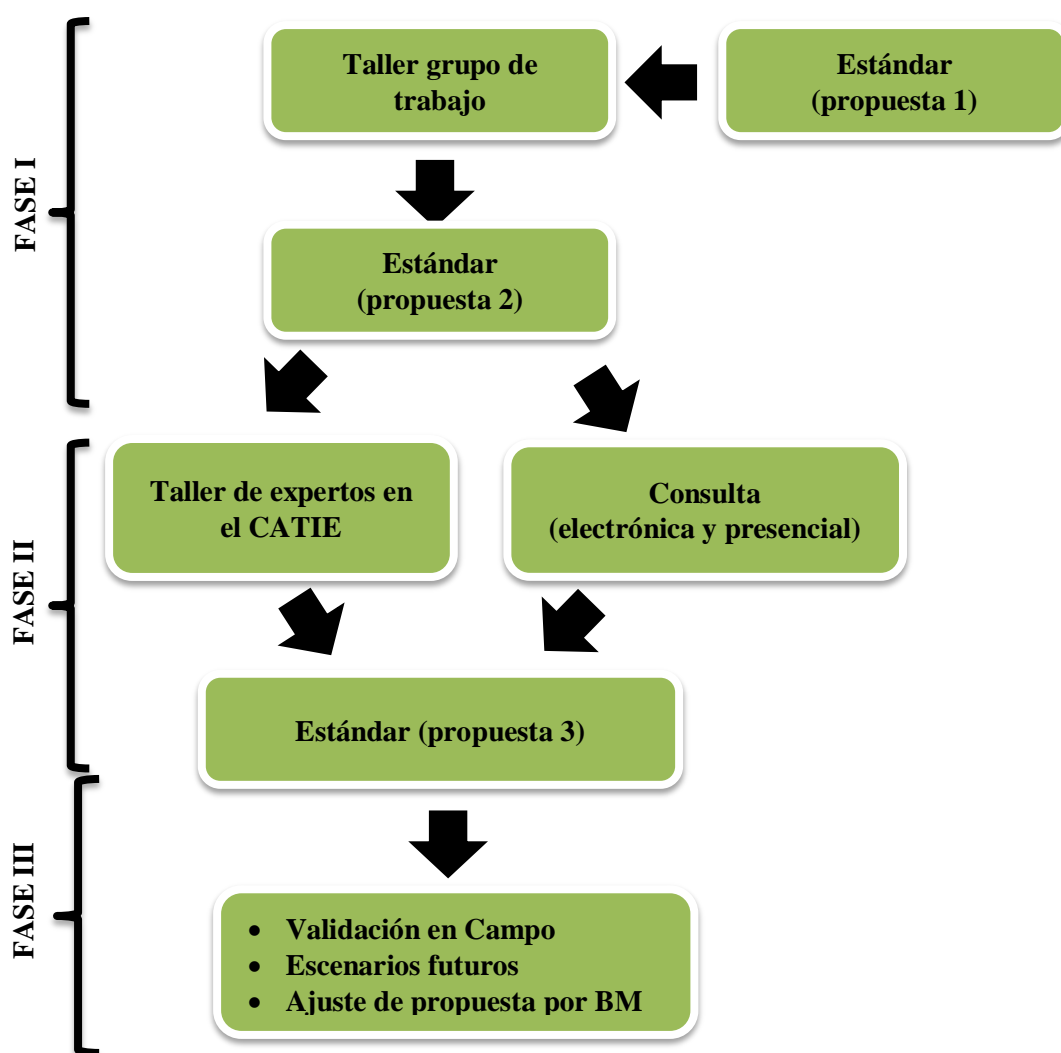 FASE I
Taller grupo de
trabajo
Estándar
(propuesta 1)
Estándar
(propuesta 2)
FASE II
Taller de expertos en
el CATIE
Consulta
(electrónica y presencial)
Estándar (propuesta 3)
FASE III
• Validación en Campo
• Escenarios futuros
• Ajuste de propuesta por BM